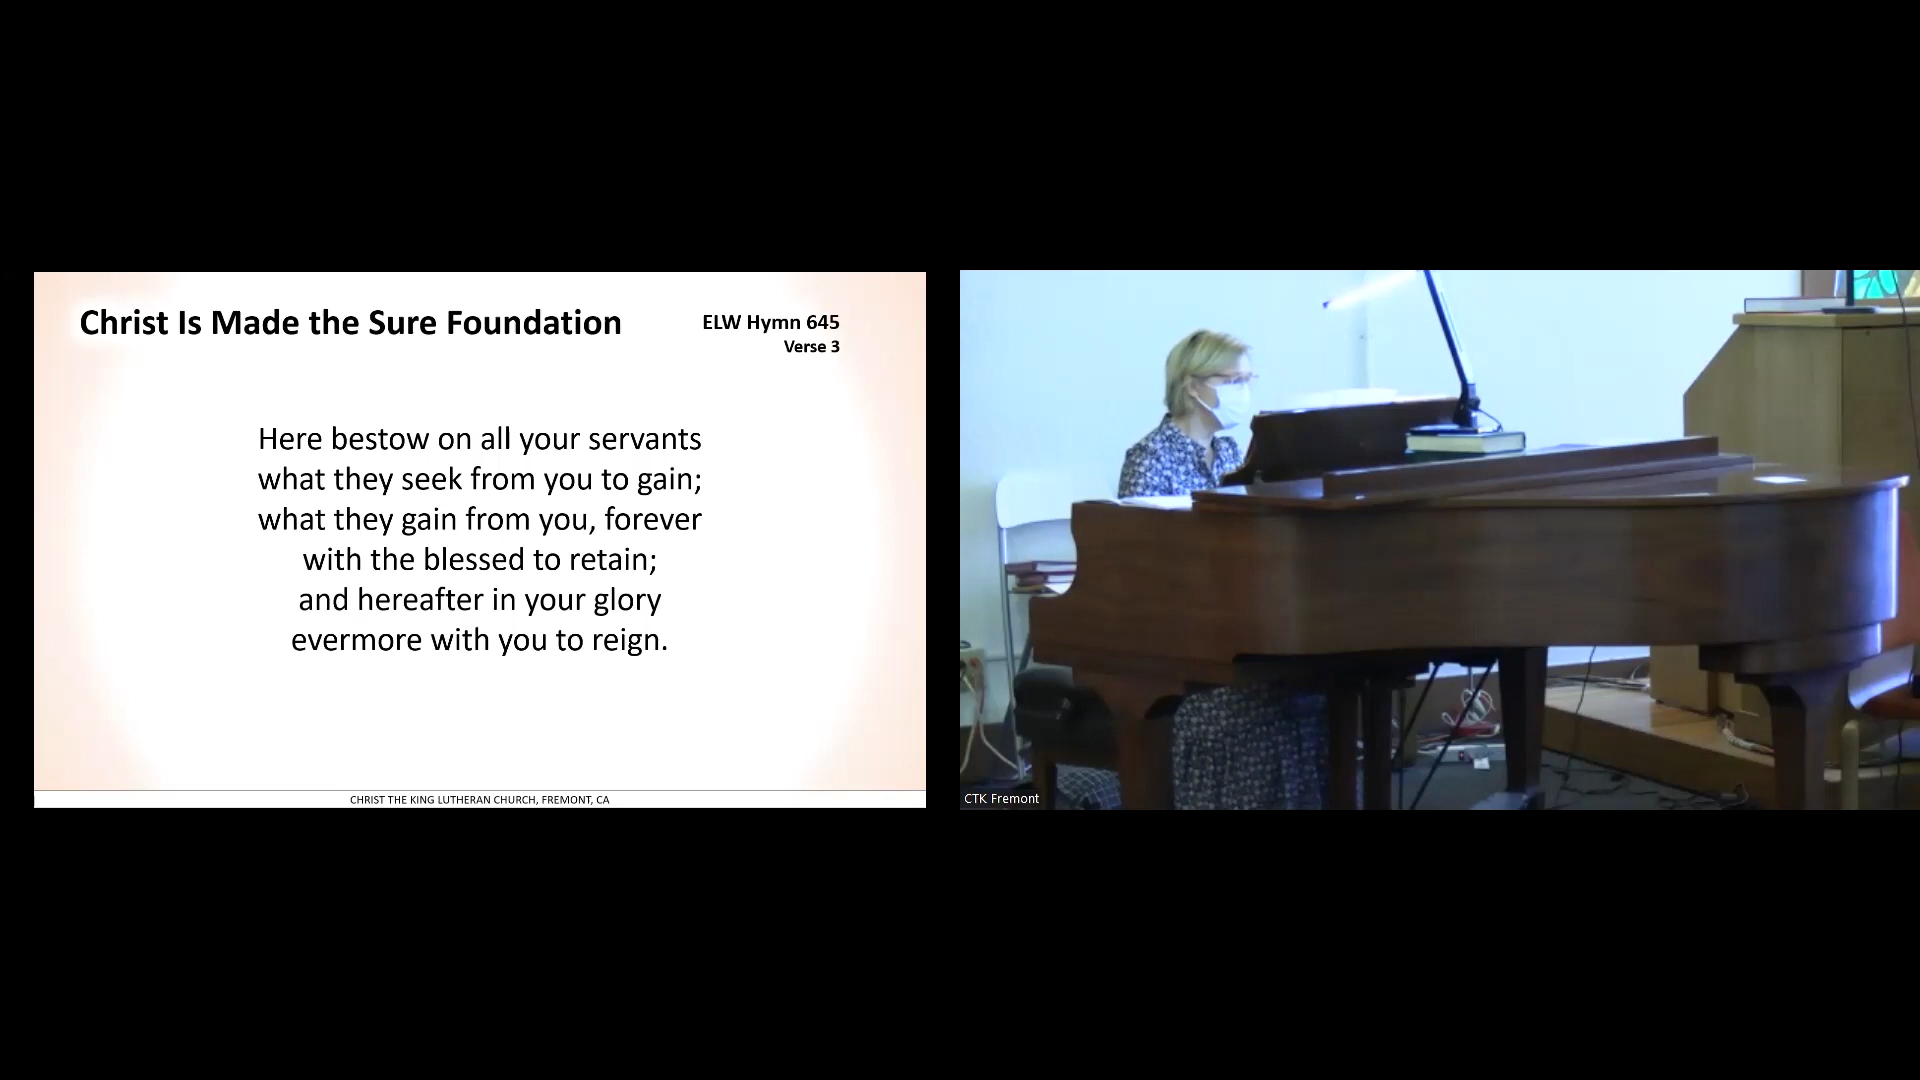 Christ Is Made the Sure Foundation
ELW Hymn 645
Verse 3
Here bestow on all your servants
what they seek from you to gain;
what they gain from you, forever
with the blessed to retain;
and hereafter in your glory
evermore with you to reign.
CHRIST THE KING LUTHERAN CHURCH, FREMONT, CA
CTK Fremont